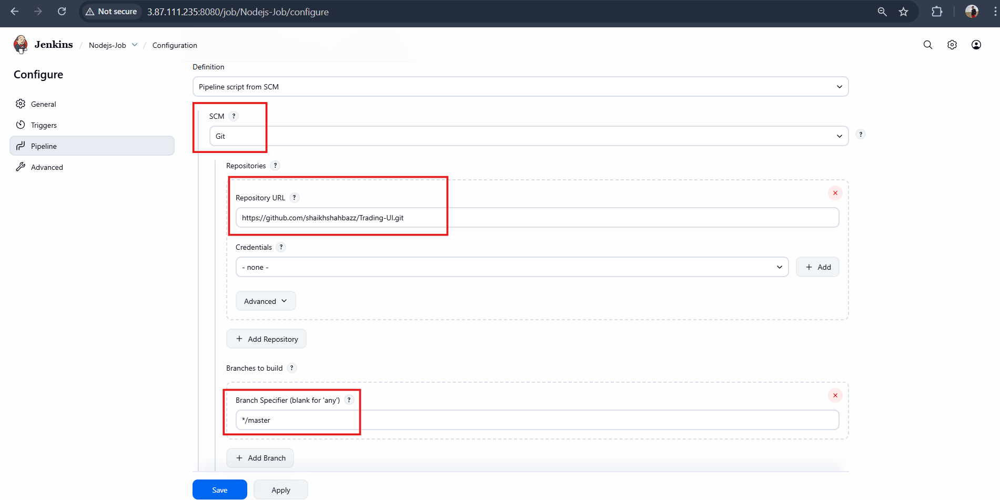 Not secure 3.87.111.235:8080/job/Nodejs-Job/configure
Jenkins / Nodejs-Job / Configuration
Configure
General
Triggers
Pipeline
Advanced
Definition
Pipeline script from SCM
SCM ?
Git
?
Repositories ?
Repository URL ?
https://github.com/shaikhshahbazz/Trading-UI.git
Credentials ?
- none -
+ Add
Advanced
+ Add Repository
Branches to build ?
Branch Specifier (blank for 'any') ?
*/master
+ Add Branch
Save
Apply